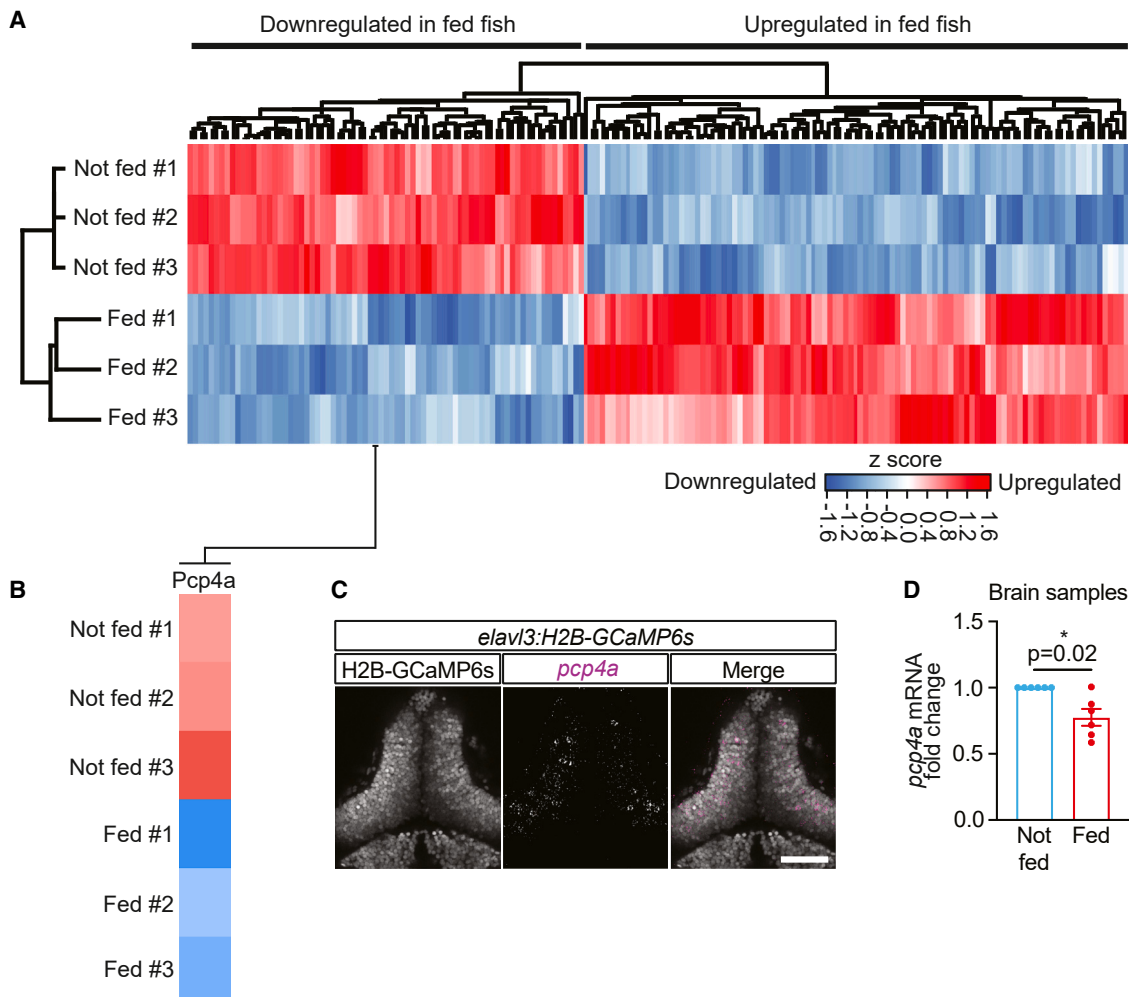 A
Downregulated in fed fish
Upregulated in fed fish
Not fed #1
Not fed #2
Not fed #3
Fed #1
Fed #2
Fed #3
z score
Downregulated
Upregulated
-1.6
-1.2
-0.8
-0.4
0.0
0.4
0.8
1.2
1.6
B
Pcp4a
Not fed #1
Not fed #2
Not fed #3
Fed #1
Fed #2
Fed #3
C
elavl3:H2B-GCaMP6s
H2B-GCaMP6s
pcp4a
Merge
D
Brain samples
pcp4a mRNA
fold change
1.5
1.0
0.5
0.0
*
p=0.02
Not
fed
Fed